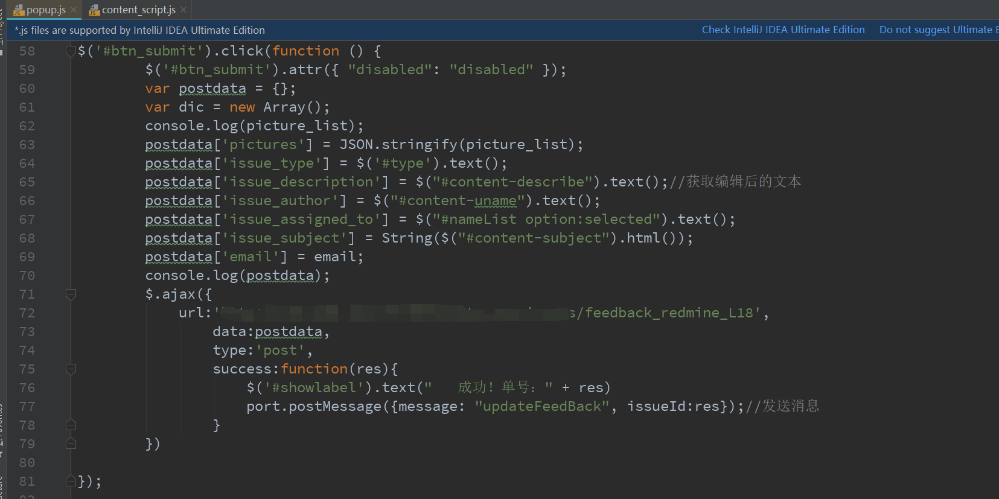 popup.js
content_script.js
*.js files are supported by IntelliJ IDEA Ultimate Edition
Check IntelliJ IDEA Ultimate Edition
Do not suggest Ultimate
58 $('#btn_submit').click(function () {
59 $('#btn_submit').attr({ "disabled": "disabled" });
60 var postdata = {};
61 var dic = new Array();
62 console.log(picture_list);
63 postdata['pictures'] = JSON.stringify(picture_list);
64 postdata['issue_type'] = $('#type').text();
65 postdata['issue_description'] = $("#content-describe").text();//获取编辑后的文本
66 postdata['issue_author'] = $("#content-uname").text();
67 postdata['issue_assigned_to'] = $("#nameList option:selected").text();
68 postdata['issue_subject'] = String($("#content-subject").html());
69 postdata['email'] = email;
70 console.log(postdata);
71 $.ajax({
72 url:' s/feedback_redmine_L18',
73 data:postdata,
74 type:'post',
75 success:function(res){
76 $('#showlabel').text("   成功！单号：" + res)
77 port.postMessage({message: "updateFeedBack", issueId:res});//发送消息
78 }
79 })
80
81 });